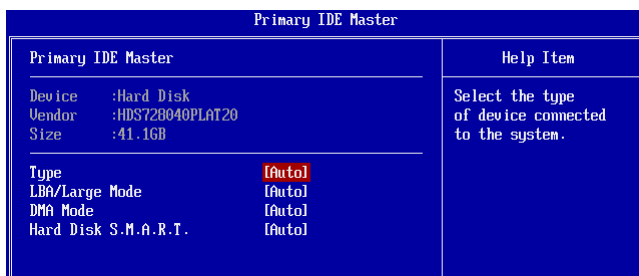 Primary IDE Master
Primary IDE Master
Help Item
Device :Hard Disk
Vendor :HDS728040PLAT20
Size :41.1GB
Select the type
of device connected
to the system.
Type [Auto]
LBA/Large Mode [Auto]
DMA Mode [Auto]
Hard Disk S.M.A.R.T. [Auto]